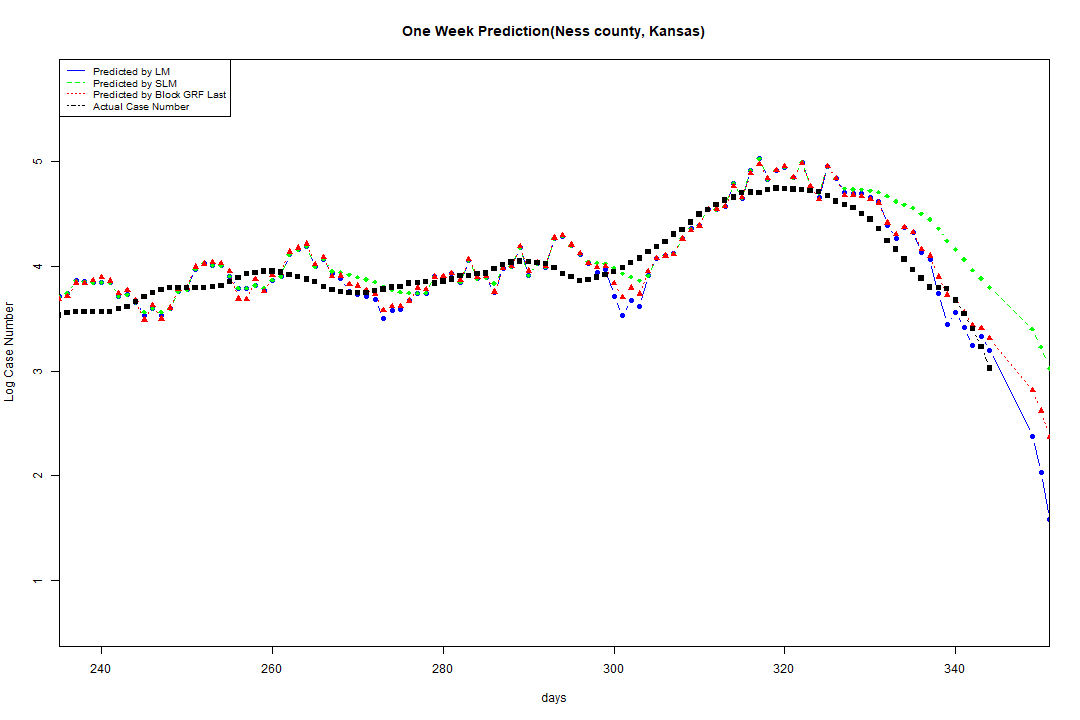 One Week Prediction(Ness county, Kansas)
Predicted by LM
Predicted by SLM
Predicted by Block GRF Last
Actual Case Number
Log Case Number
5
4
3
2
1
240
260
280
300
320
340
days